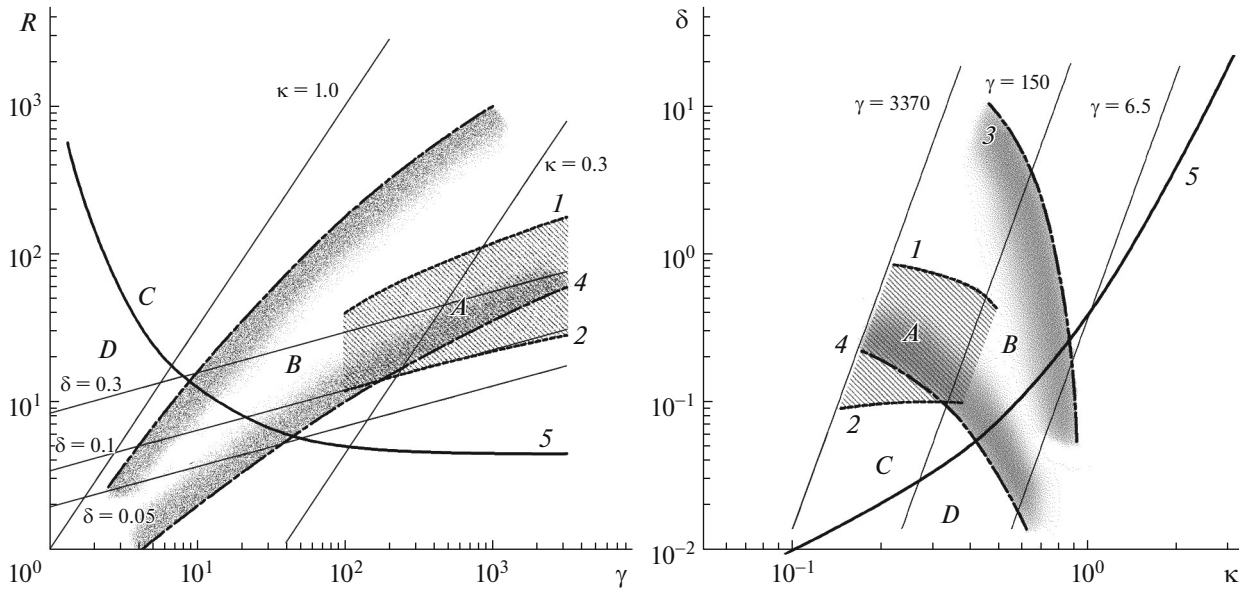 R
10³
10²
10¹
10⁰
10¹
10²
10³
γ
κ = 1.0
κ = 0.3
1
4
2
5
A
B
C
D
δ = 0.3
δ = 0.1
δ = 0.05
δ
10¹
10⁰
10⁻¹
10⁻²
10⁻¹
10⁰
κ
γ = 3370
γ = 150
γ = 6.5
3
5
1
4
2
A
B
C
D